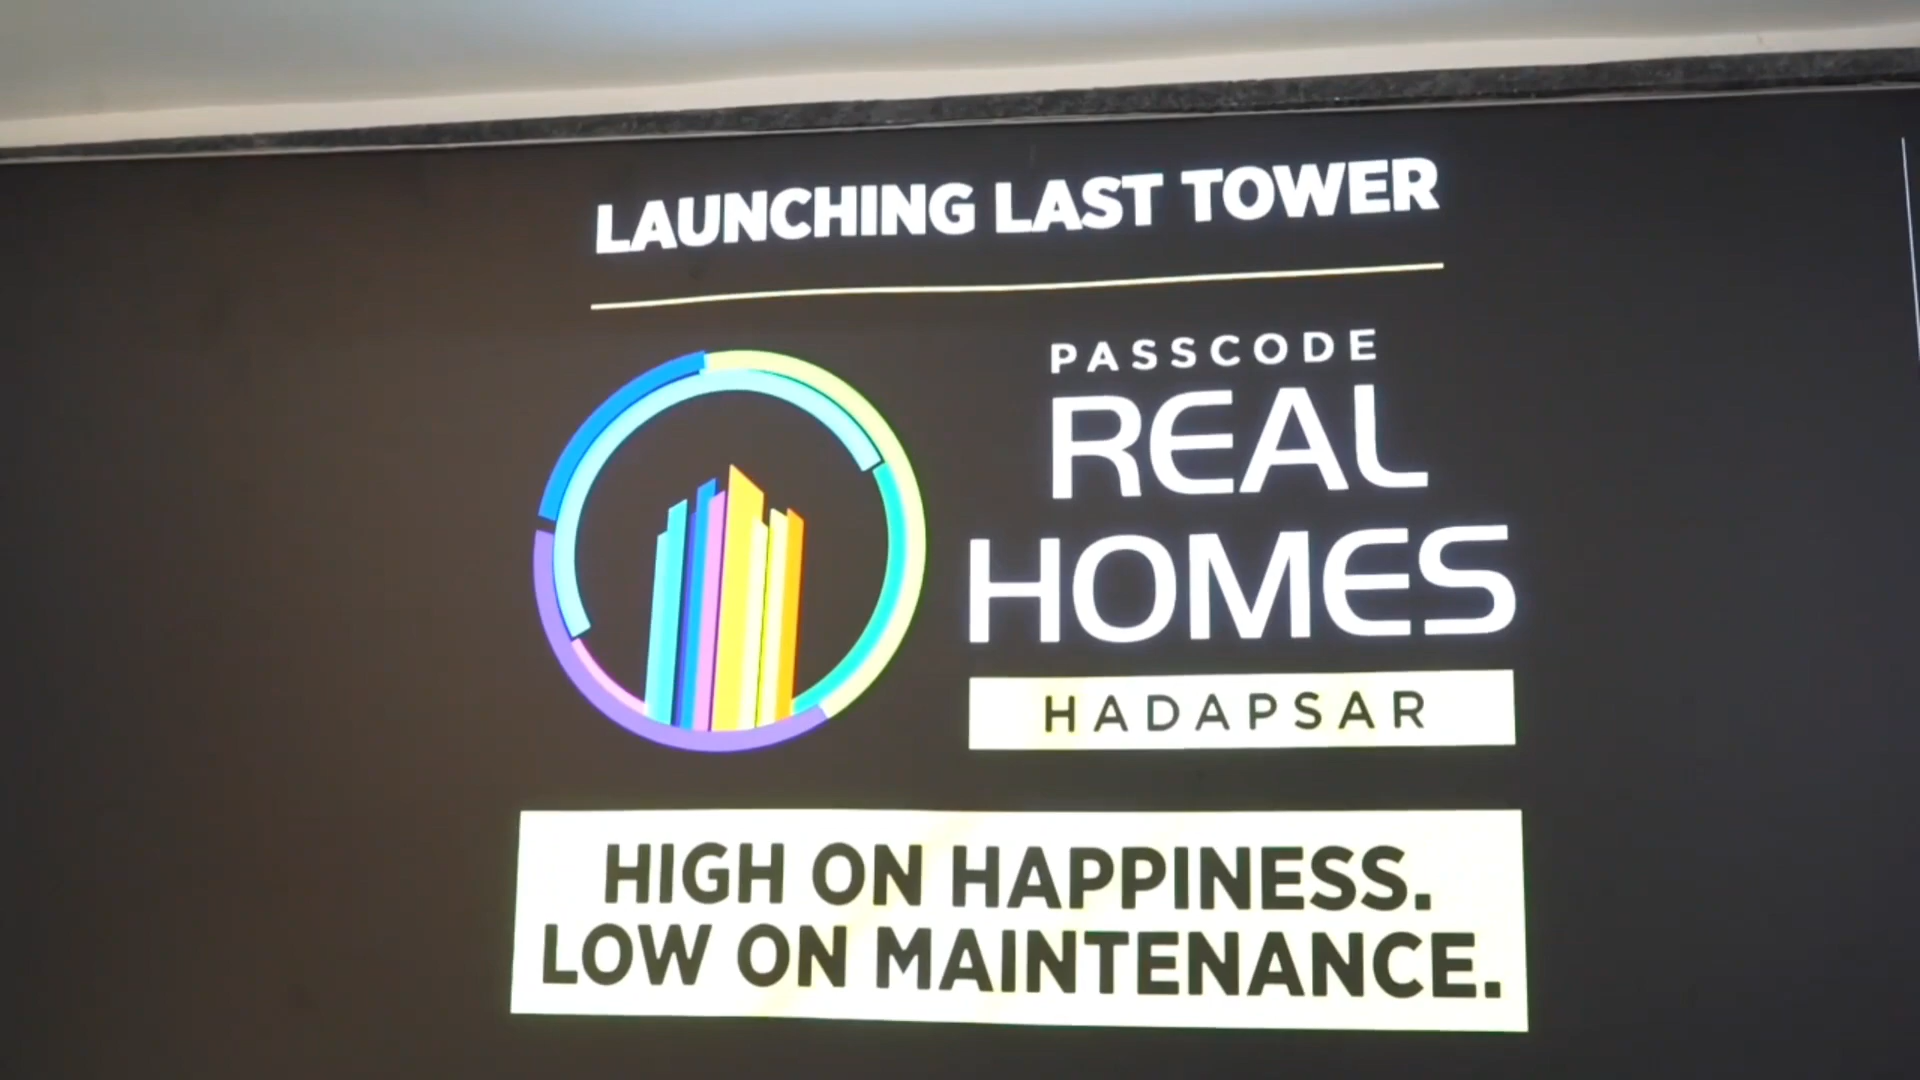 LAUNCHING LAST TOWER
PASSCODE
REAL
HOMES
HADAPSAR
HIGH ON HAPPINESS.
LOW ON MAINTENANCE.